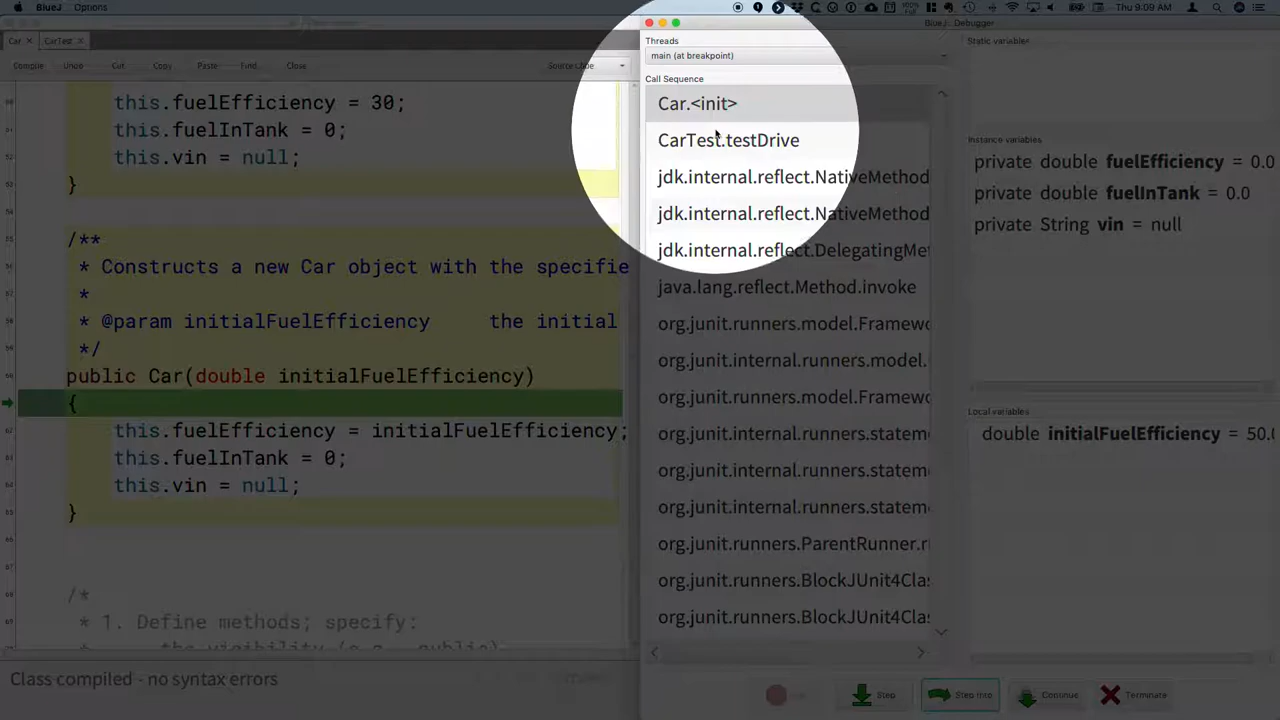 BlueJ Options
Thu 9:09 AM
BlueJ: Debugger
Car CarTest
Compile Undo Cut Copy Paste Find Close Source Code
this.fuelEfficiency = 30;
this.fuelInTank = 0;
this.vin = null;
}
/**
* Constructs a new Car object with the specifie
*
* @param initialFuelEfficiency the initial
*/
public Car(double initialFuelEfficiency)
{
this.fuelEfficiency = initialFuelEfficiency;
this.fuelInTank = 0;
this.vin = null;
}
/*
* 1. Define methods; specify:
Class compiled - no syntax errors
Threads
main (at breakpoint)
Call Sequence
Car.<init>
CarTest.testDrive
jdk.internal.reflect.NativeMethod
jdk.internal.reflect.NativeMethod
jdk.internal.reflect.DelegatingMet
java.lang.reflect.Method.invoke
org.junit.runners.model.Framewo
org.junit.internal.runners.model.
org.junit.runners.model.Framewo
org.junit.internal.runners.statem
org.junit.internal.runners.statem
org.junit.internal.runners.statem
org.junit.runners.ParentRunner.r
org.junit.runners.BlockJUnit4Clas
org.junit.runners.BlockJUnit4Clas
Static variables
Instance variables
private double fuelEfficiency = 0.0
private double fuelInTank = 0.0
private String vin = null
Local variables
double initialFuelEfficiency = 50.
Step Step Into Continue Terminate